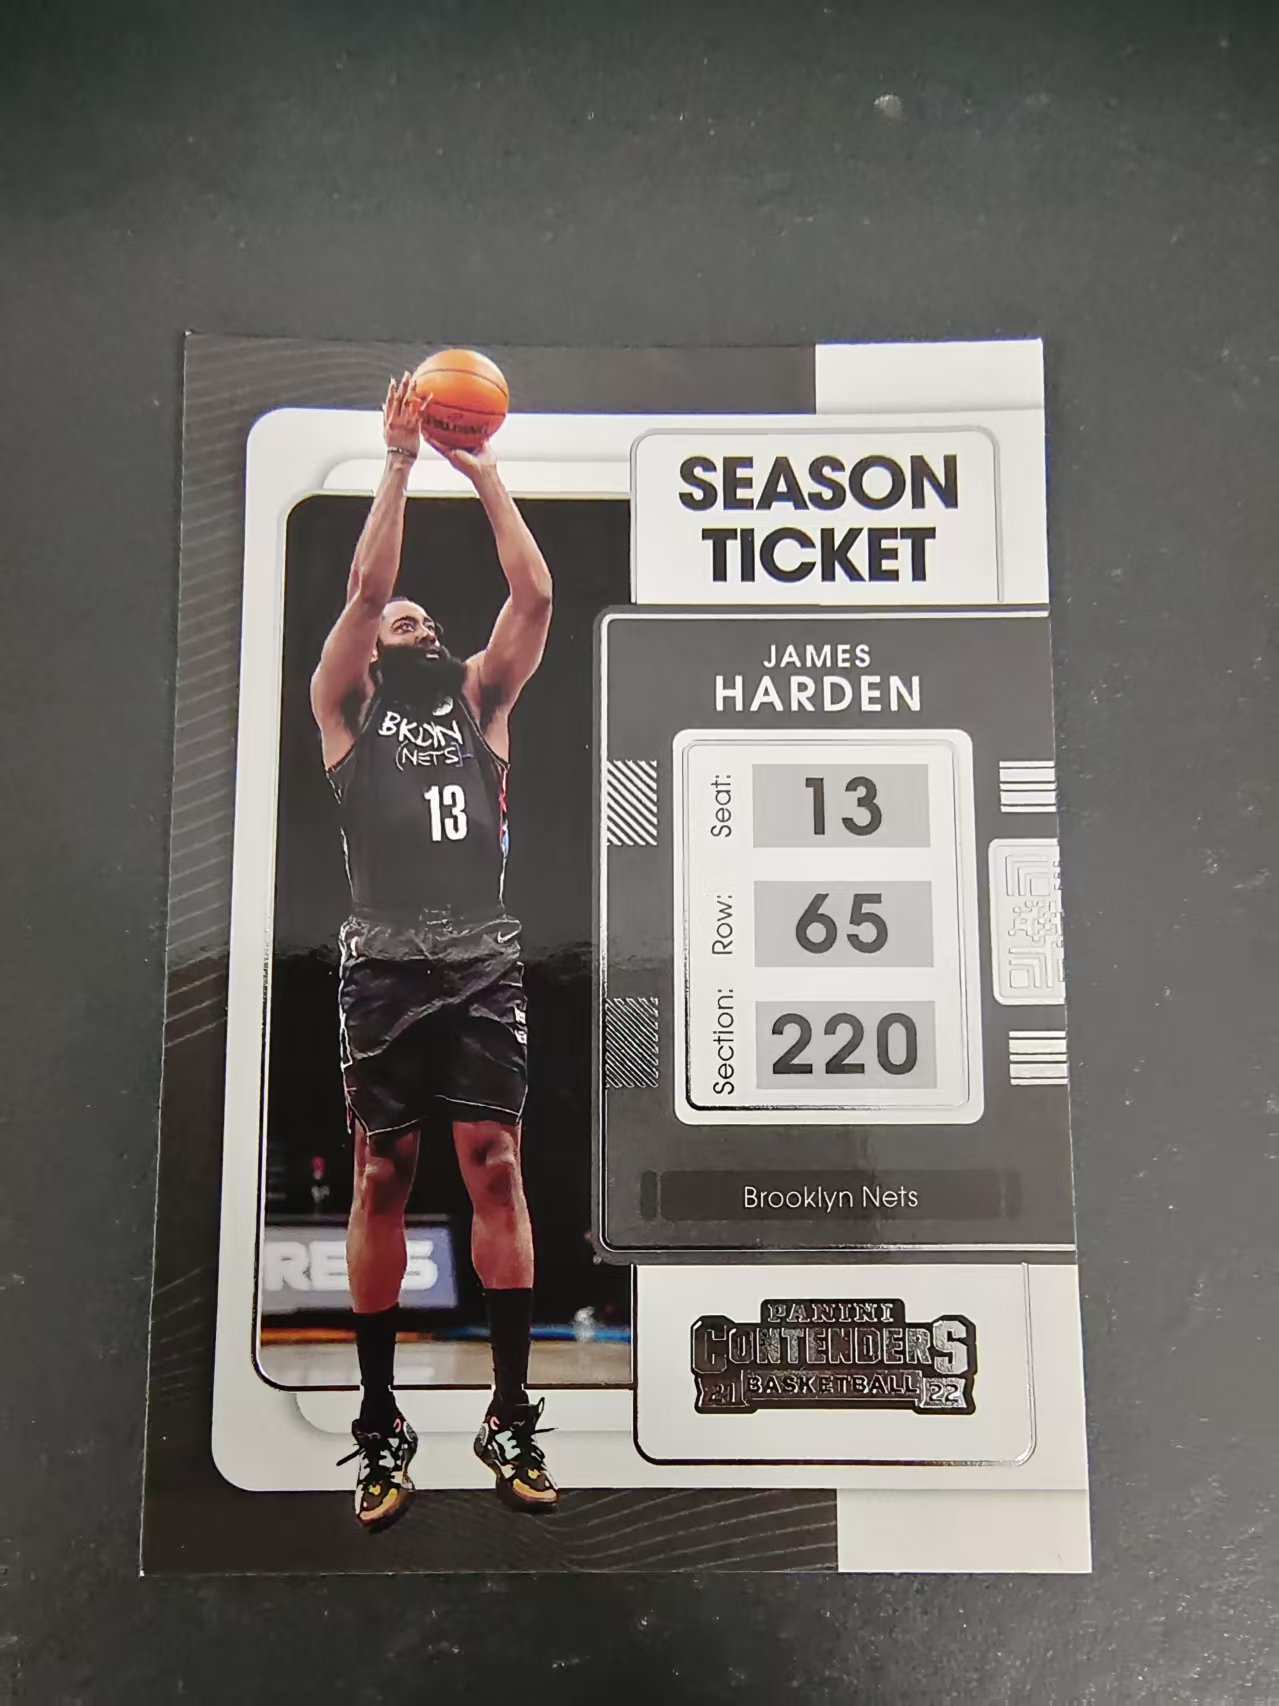 SPALDING
SEASON
TICKET
JAMES
HARDEN
BKLYN
(NETS)
13
Seat: 13
Row: 65
Section: 220
Brooklyn Nets
PANINI
CONTENDERS
21 BASKETBALL 22